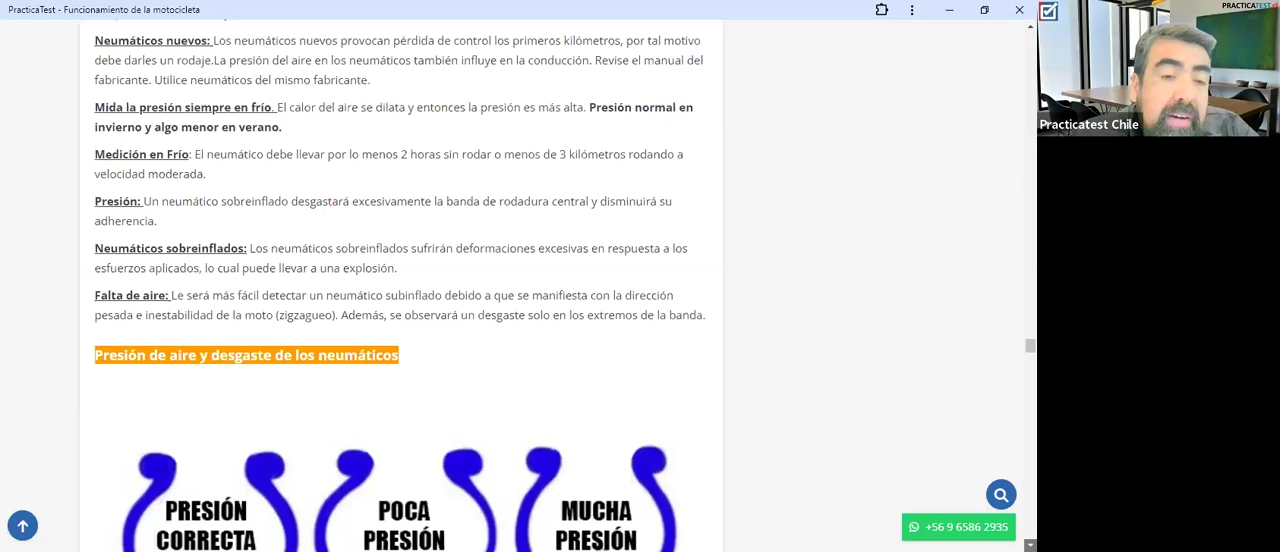 PracticaTest - Funcionamiento de la motocicleta
PRACTICATEST
Neumáticos nuevos: Los neumáticos nuevos provocan pérdida de control los primeros kilómetros, por tal motivo
debe darles un rodaje.La presión del aire en los neumáticos también influye en la conducción. Revise el manual del
fabricante. Utilice neumáticos del mismo fabricante.
Mida la presión siempre en frío. El calor del aire se dilata y entonces la presión es más alta. Presión normal en
invierno y algo menor en verano.
Medición en Frío: El neumático debe llevar por lo menos 2 horas sin rodar o menos de 3 kilómetros rodando a
velocidad moderada.
Presión: Un neumático sobreinflado desgastará excesivamente la banda de rodadura central y disminuirá su
adherencia.
Neumáticos sobreinflados: Los neumáticos sobreinflados sufrirán deformaciones excesivas en respuesta a los
esfuerzos aplicados, lo cual puede llevar a una explosión.
Falta de aire: Le será más fácil detectar un neumático subinflado debido a que se manifiesta con la dirección
pesada e inestabilidad de la moto (zigzagueo). Además, se observará un desgaste solo en los extremos de la banda.
Presión de aire y desgaste de los neumáticos
PRESIÓN
CORRECTA
POCA
PRESIÓN
MUCHA
PRESIÓN
+56 9 6586 2935
Practicatest Chile